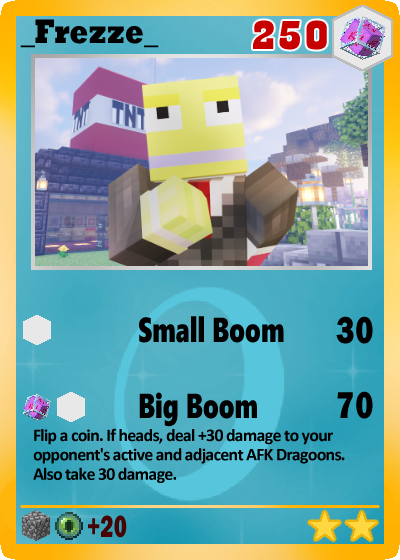 _Frezze_ 250
TNT TNT
Small Boom 30
Big Boom 70
Flip a coin. If heads, deal +30 damage to your
opponent's active and adjacent AFK Dragoons.
Also take 30 damage.
+20